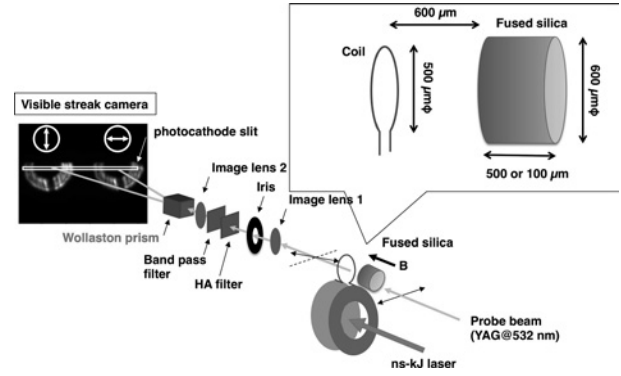 600 µm
Fused silica
Coil
500 µmϕ
600 µmϕ
500 or 100 µm
Visible streak camera
photocathode slit
Image lens 2
Iris
Image lens 1
Wollaston prism
Band pass
filter
HA filter
Fused silica
B
Probe beam
(YAG@532 nm)
ns-kJ laser